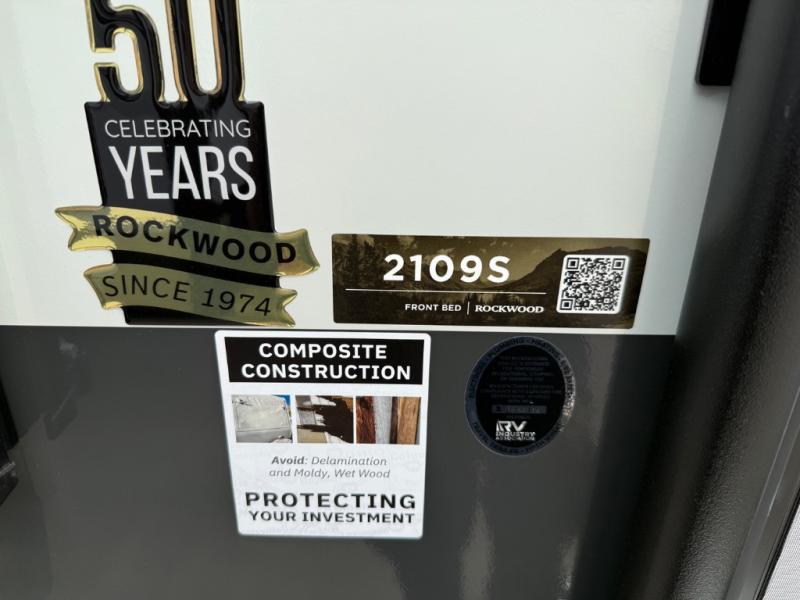 50
CELEBRATING
YEARS
ROCKWOOD
SINCE 1974
2109S
FRONT BED | ROCKWOOD
COMPOSITE
CONSTRUCTION
Avoid: Delamination
and Moldy, Wet Wood
PROTECTING
YOUR INVESTMENT
RV
INDUSTRY
ASSOCIATION